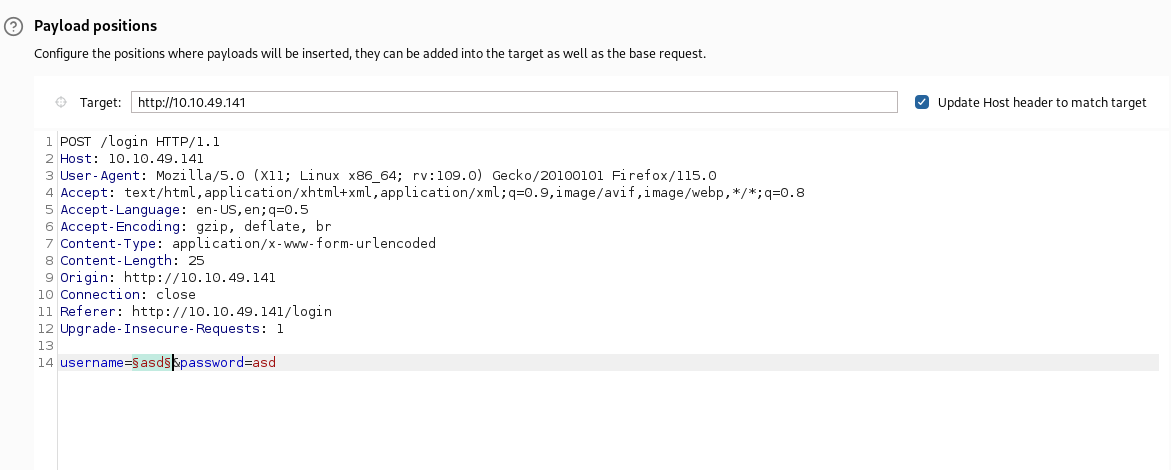 Payload positions
Configure the positions where payloads will be inserted, they can be added into the target as well as the base request.
Target: http://10.10.49.141 Update Host header to match target
1 POST /login HTTP/1.1
2 Host: 10.10.49.141
3 User-Agent: Mozilla/5.0 (X11; Linux x86_64; rv:109.0) Gecko/20100101 Firefox/115.0
4 Accept: text/html,application/xhtml+xml,application/xml;q=0.9,image/avif,image/webp,*/*;q=0.8
5 Accept-Language: en-US,en;q=0.5
6 Accept-Encoding: gzip, deflate, br
7 Content-Type: application/x-www-form-urlencoded
8 Content-Length: 25
9 Origin: http://10.10.49.141
10 Connection: close
11 Referer: http://10.10.49.141/login
12 Upgrade-Insecure-Requests: 1
13
14 username=§asd§&password=asd